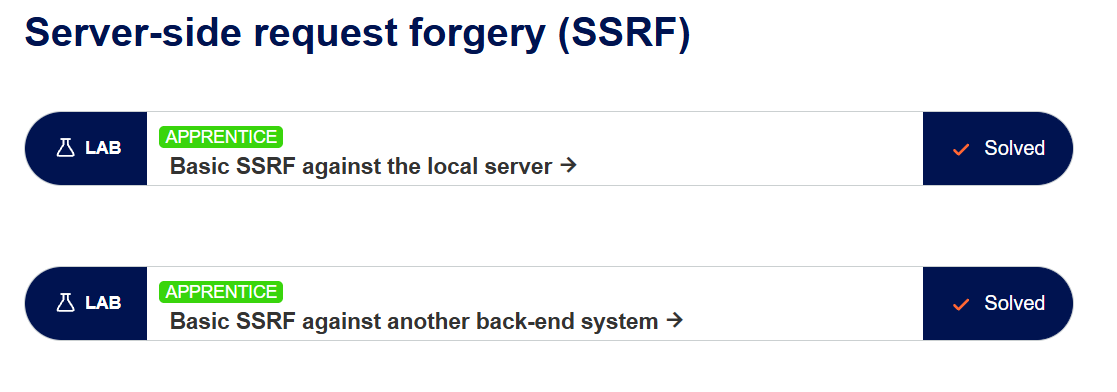 Server-side request forgery (SSRF)
LAB
APPRENTICE
Basic SSRF against the local server →
Solved
LAB
APPRENTICE
Basic SSRF against another back-end system →
Solved